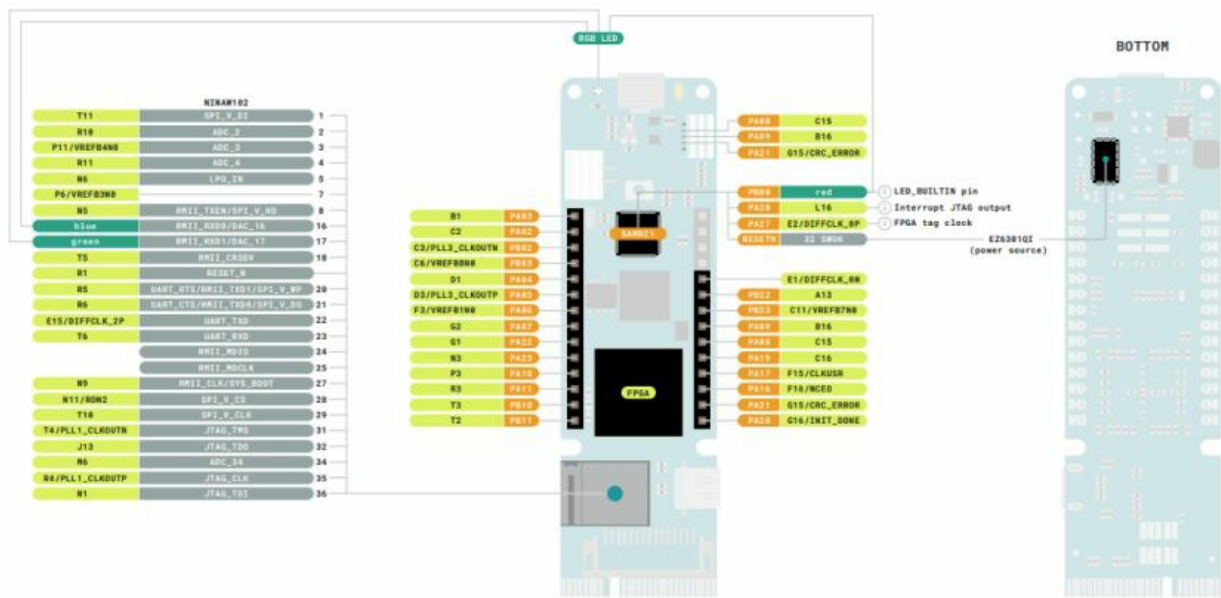 RGB LED
BOTTOM
NINAW102
T11 SPI_V_DI 1
R10 ADC_2 2
P11/VREFB4N0 ADC_3 3
R11 ADC_4 4
N6 LPO_IN 5
P6/VREFB3N0 7
N5 RMII_TXEN/SPI_V_HD 8
blue RMII_RXD0/DAC_16 16
green RMII_RXD1/DAC_17 17
T5 RMII_CRSDV 18
R1 RESET_N
R5 UART_RTS/RMII_TXD1/SPI_V_WP 20
R6 UART_CTS/RMII_TXD0/SPI_V_DO 21
E15/DIFFCLK_2P UART_TXD 22
T6 UART_RXD 23
RMII_MDIO 24
RMII_MDCLK 25
N9 RMII_CLK/SYS_BOOT 27
N11/RDN2 SPI_V_CS 28
T10 SPI_V_CLK 29
T4/PLL1_CLKOUTN JTAG_TMS 31
J13 JTAG_TDO 32
M6 ADC_34 34
R4/PLL1_CLKOUTP JTAG_CLK 35
N1 JTAG_TDI 36
B1 PA03
C2 PA02
C3/PLL3_CLKOUTN PB02
C6/VREFB8N0 PB03
D1 PA04
D3/PLL3_CLKOUTP PA05
F3/VREFB1N0 PA06
G2 PA07
G1 PA22
N3 PA23
P3 PA10
R3 PA11
T3 PB10
T2 PB11
SAMD21
FPGA
PA08 C15
PA09 B16
PA21 G15/CRC_ERROR
PB08 red 1 LED_BUILTIN pin
PA28 L16 1 Interrupt JTAG output
PA27 E2/DIFFCLK_0P 1 FPGA tag clock
RESETN 32 SWDK
EZ6301QI
(power source)
E1/DIFFCLK_0N
PB22 A13
PB23 C11/VREFB7N0
PA09 B16
PA08 C15
PA19 C16
PA17 F15/CLKUSR
PA16 F16/NCEO
PA21 G15/CRC_ERROR
PA20 G16/INIT_DONE